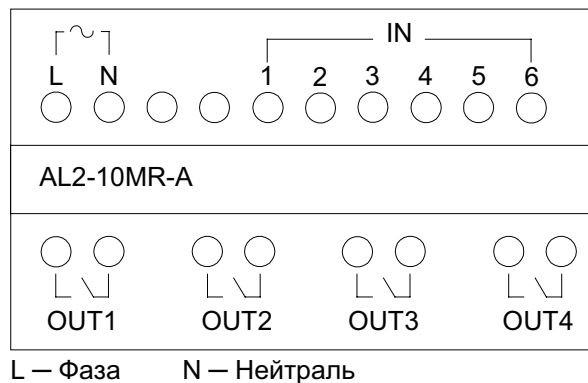 IN
L N 1 2 3 4 5 6
AL2-10MR-A
OUT1 OUT2 OUT3 OUT4
L — Фаза N — Нейтраль